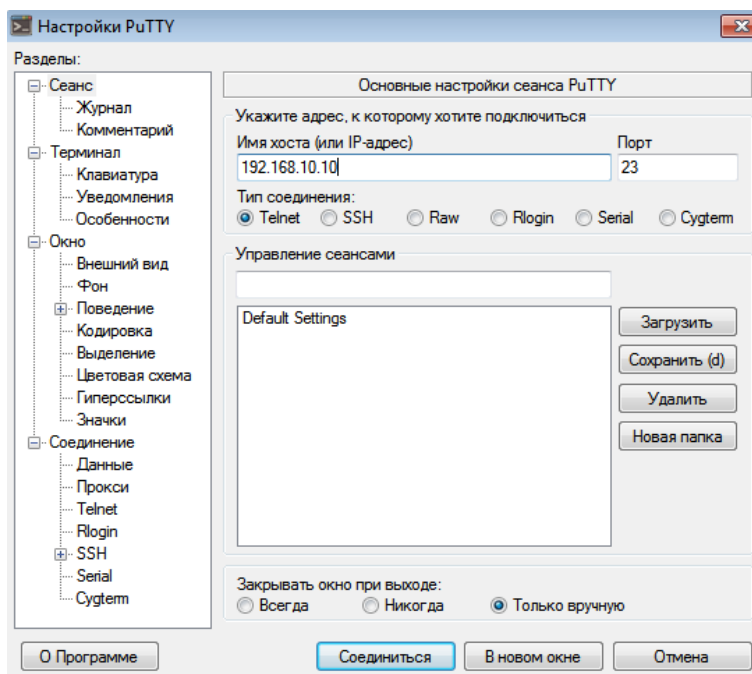 Настройки PuTTY
Разделы:
Сеанс
Журнал
Комментарий
Терминал
Клавиатура
Уведомления
Особенности
Окно
Внешний вид
Фон
Поведение
Кодировка
Выделение
Цветовая схема
Гиперссылки
Значки
Соединение
Данные
Прокси
Telnet
Rlogin
SSH
Serial
Cygterm
Основные настройки сеанса PuTTY
Укажите адрес, к которому хотите подключиться
Имя хоста (или IP-адрес) Порт
192.168.10.10 23
Тип соединения:
Telnet SSH Raw Rlogin Serial Cygterm
Управление сеансами
Default Settings
Загрузить
Сохранить (d)
Удалить
Новая папка
Закрывать окно при выходе:
Всегда Никогда Только вручную
О Программе Соединиться В новом окне Отмена